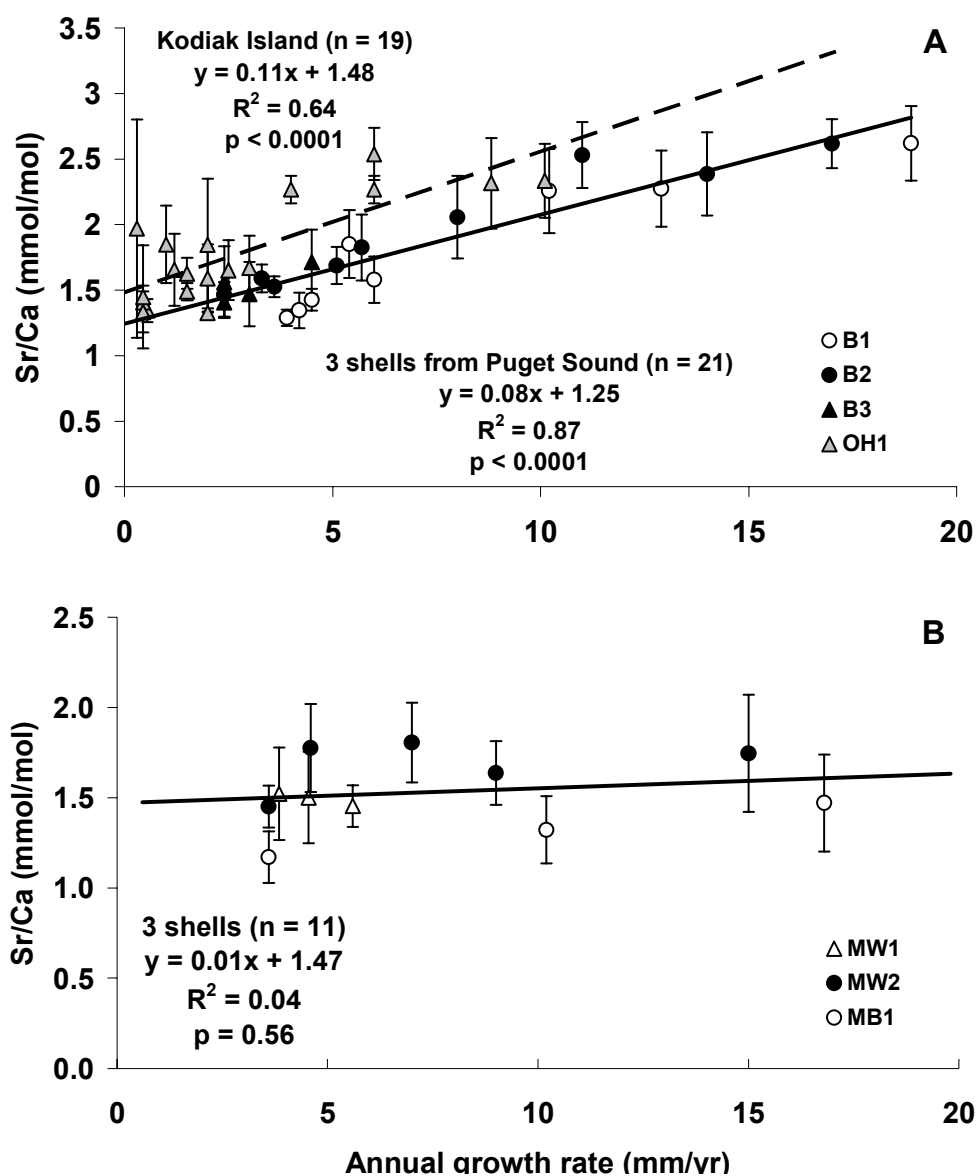 A
Kodiak Island (n = 19)
y = 0.11x + 1.48
R² = 0.64
p < 0.0001
3.5
3
2.5
2
1.5
1
0.5
0
Sr/Ca (mmol/mol)
3 shells from Puget Sound (n = 21)
y = 0.08x + 1.25
R² = 0.87
p < 0.0001
B1
B2
B3
OH1
0 5 10 15 20
B
2.5
2.0
1.5
1.0
0.5
0.0
Sr/Ca (mmol/mol)
3 shells (n = 11)
y = 0.01x + 1.47
R² = 0.04
p = 0.56
MW1
MW2
MB1
0 5 10 15 20
Annual growth rate (mm/yr)